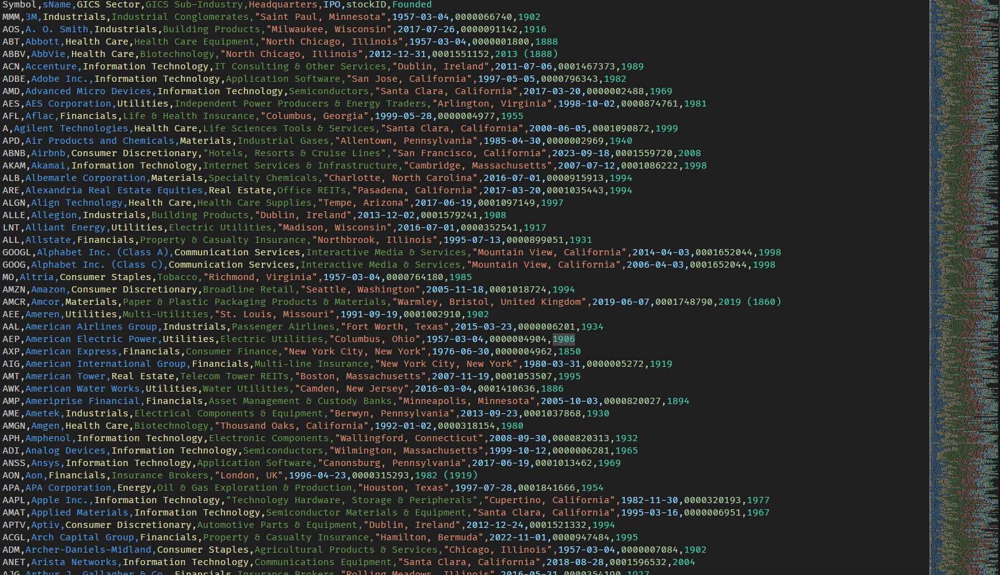 Symbol,sName,GICS Sector,GICS Sub-Industry,Headquarters,IPO,stockID,Founded
MMM,3M,Industrials,Industrial Conglomerates,"Saint Paul, Minnesota",1957-03-04,0000066740,1902
AOS,A. O. Smith,Industrials,Building Products,"Milwaukee, Wisconsin",2017-07-26,0000091142,1916
ABT,Abbott,Health Care,Health Care Equipment,"North Chicago, Illinois",1957-03-04,0000001800,1888
ABBV,AbbVie,Health Care,Biotechnology,"North Chicago, Illinois",2012-12-31,0001551152,2013 (1888)
ACN,Accenture,Information Technology,IT Consulting & Other Services,"Dublin, Ireland",2011-07-06,0001467373,1989
ADBE,Adobe Inc.,Information Technology,Application Software,"San Jose, California",1997-05-05,0000796343,1982
AMD,Advanced Micro Devices,Information Technology,Semiconductors,"Santa Clara, California",2017-03-20,0000002488,1969
AES,AES Corporation,Utilities,Independent Power Producers & Energy Traders,"Arlington, Virginia",1998-10-02,0000874761,1981
AFL,Aflac,Financials,Life & Health Insurance,"Columbus, Georgia",1999-05-28,0000004977,1955
A,Agilent Technologies,Health Care,Life Sciences Tools & Services,"Santa Clara, California",2000-06-05,0001090872,1999
APD,Air Products and Chemicals,Materials,Industrial Gases,"Allentown, Pennsylvania",1985-04-30,0000002969,1940
ABNB,Airbnb,Consumer Discretionary,"Hotels, Resorts & Cruise Lines","San Francisco, California",2023-09-18,0001559720,2008
AKAM,Akamai,Information Technology,Internet Services & Infrastructure,"Cambridge, Massachusetts",2007-07-12,0001086222,1998
ALB,Albemarle Corporation,Materials,Specialty Chemicals,"Charlotte, North Carolina",2016-07-01,0000915913,1994
ARE,Alexandria Real Estate Equities,Real Estate,Office REITs,"Pasadena, California",2017-03-20,0001035443,1994
ALGN,Align Technology,Health Care,Health Care Supplies,"Tempe, Arizona",2017-06-19,0001097149,1997
ALLE,Allegion,Industrials,Building Products,"Dublin, Ireland",2013-12-02,0001579241,1908
LNT,Alliant Energy,Utilities,Electric Utilities,"Madison, Wisconsin",2016-07-01,0000352541,1917
ALL,Allstate,Financials,Property & Casualty Insurance,"Northbrook, Illinois",1995-07-13,0000899051,1931
GOOGL,Alphabet Inc. (Class A),Communication Services,Interactive Media & Services,"Mountain View, California",2014-04-03,0001652044,1998
GOOG,Alphabet Inc. (Class C),Communication Services,Interactive Media & Services,"Mountain View, California",2006-04-03,0001652044,1998
MO,Altria,Consumer Staples,Tobacco,"Richmond, Virginia",1957-03-04,0000764180,1985
AMZN,Amazon,Consumer Discretionary,Broadline Retail,"Seattle, Washington",2005-11-18,0001018724,1994
AMCR,Amcor,Materials,Paper & Plastic Packaging Products & Materials,"Warmley, Bristol, United Kingdom",2019-06-07,0001748790,2019 (1860)
AEE,Ameren,Utilities,Multi-Utilities,"St. Louis, Missouri",1991-09-19,0001002910,1902
AAL,American Airlines Group,Industrials,Passenger Airlines,"Fort Worth, Texas",2015-03-23,0000006201,1934
AEP,American Electric Power,Utilities,Electric Utilities,"Columbus, Ohio",1957-03-04,0000004904,1906
AXP,American Express,Financials,Consumer Finance,"New York City, New York",1976-06-30,0000004962,1850
AIG,American International Group,Financials,Multi-line Insurance,"New York City, New York",1980-03-31,0000005272,1919
AMT,American Tower,Real Estate,Telecom Tower REITs,"Boston, Massachusetts",2007-11-19,0001053507,1995
AWK,American Water Works,Utilities,Water Utilities,"Camden, New Jersey",2016-03-04,0001410636,1886
AMP,Ameriprise Financial,Financials,Asset Management & Custody Banks,"Minneapolis, Minnesota",2005-10-03,0000820027,1894
AME,Ametek,Industrials,Electrical Components & Equipment,"Berwyn, Pennsylvania",2013-09-23,0001037868,1930
AMGN,Amgen,Health Care,Biotechnology,"Thousand Oaks, California",1992-01-02,0000318154,1980
APH,Amphenol,Information Technology,Electronic Components,"Wallingford, Connecticut",2008-09-30,0000820313,1932
ADI,Analog Devices,Information Technology,Semiconductors,"Wilmington, Massachusetts",1999-10-12,0000006281,1965
ANSS,Ansys,Information Technology,Application Software,"Canonsburg, Pennsylvania",2017-06-19,0001013462,1969
AON,Aon,Financials,Insurance Brokers,"London, UK",1996-04-23,0000315293,1982 (1919)
APA,APA Corporation,Energy,Oil & Gas Exploration & Production,"Houston, Texas",1997-07-28,0001841666,1954
AAPL,Apple Inc.,Information Technology,"Technology Hardware, Storage & Peripherals","Cupertino, California",1982-11-30,0000320193,1977
AMAT,Applied Materials,Information Technology,Semiconductor Materials & Equipment,"Santa Clara, California",1995-03-16,0000006951,1967
APTV,Aptiv,Consumer Discretionary,Automotive Parts & Equipment,"Dublin, Ireland",2012-12-24,0001521332,1994
ACGL,Arch Capital Group,Financials,Property & Casualty Insurance,"Hamilton, Bermuda",2022-11-01,0000947484,1995
ADM,Archer-Daniels-Midland,Consumer Staples,Agricultural Products & Services,"Chicago, Illinois",1957-03-04,0000007084,1902
ANET,Arista Networks,Information Technology,Communications Equipment,"Santa Clara, California",2018-08-28,0001596532,2004
AJG,Arthur J. Gallagher & Co.,Financials,Insurance Brokers,"Rolling Meadows, Illinois",2016-05-31,0000354190,1927